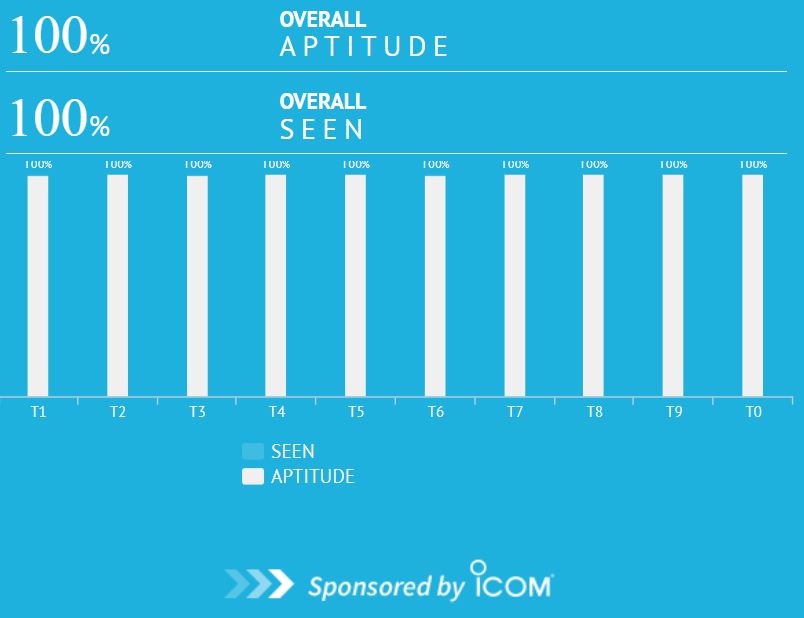 100%
OVERALL
APTITUDE
100%
OVERALL
SEEN
100% 100% 100% 100% 100% 100% 100% 100% 100% 100%
T1 T2 T3 T4 T5 T6 T7 T8 T9 T0
SEEN
APTITUDE
Sponsored by ICOM